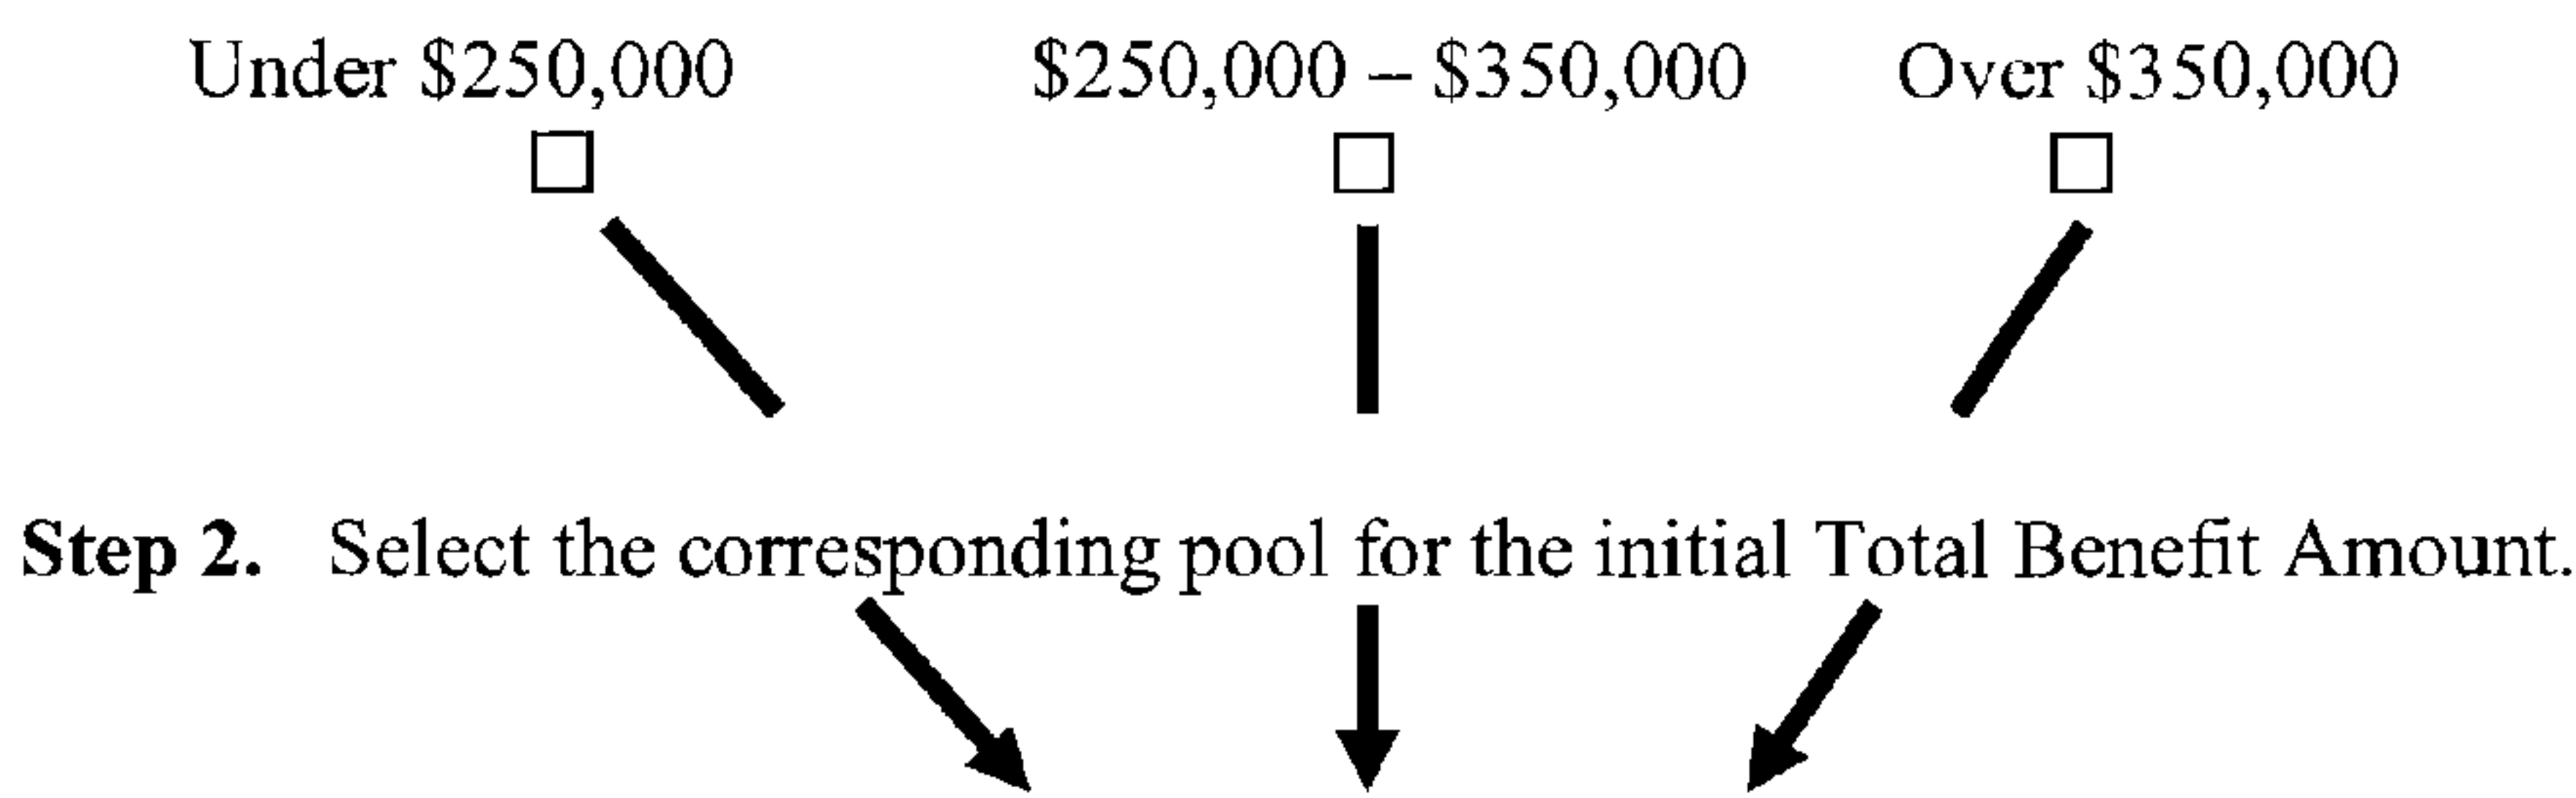 Under $250,000 $250,000 – $350,000 Over $350,000
Step 2. Select the corresponding pool for the initial Total Benefit Amount.